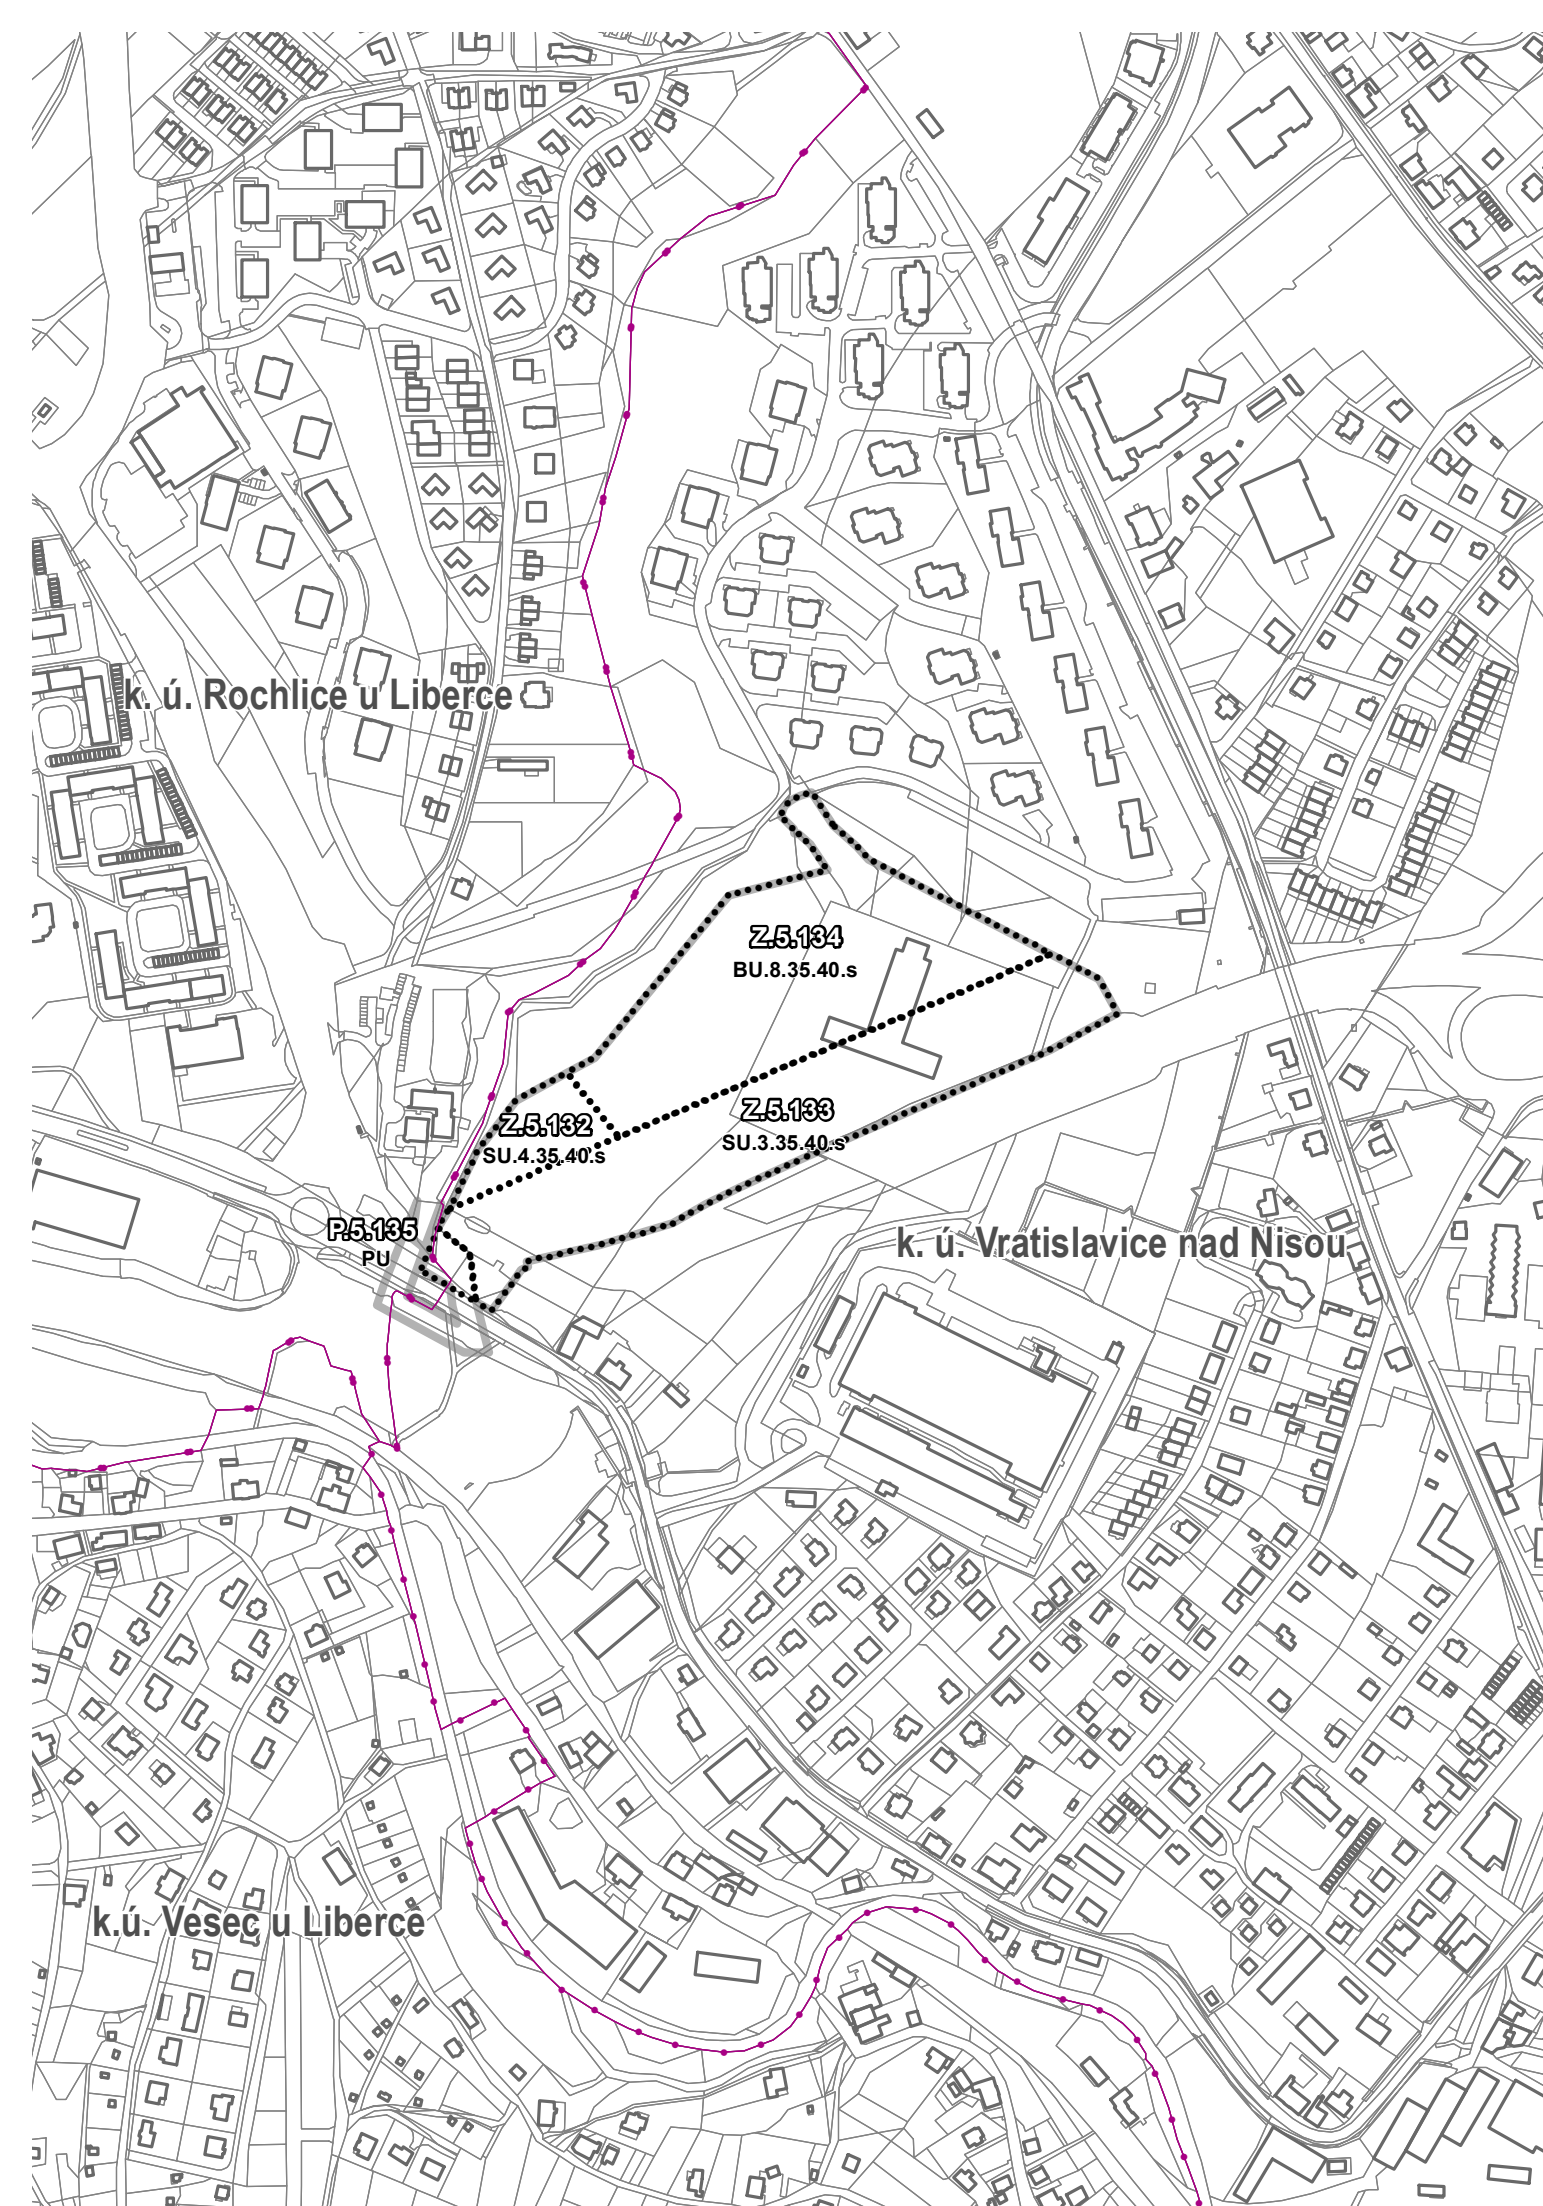 k. ú. Rochlice u Liberce
Z.5.134
BU.8.35.40.s
Z.5.132
SU.4.35.40.s
Z.5.133
SU.3.35.40.s
P.5.135
PU
k. ú. Vratislavice nad Nisou
k.ú. Vesec u Liberce